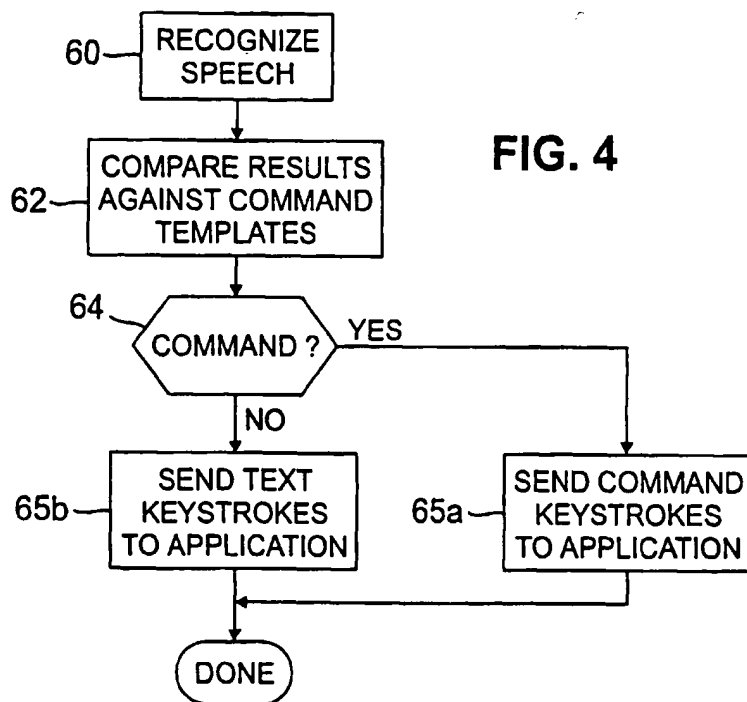 60
RECOGNIZE
SPEECH
FIG. 4
62
COMPARE RESULTS
AGAINST COMMAND
TEMPLATES
64
COMMAND ?
YES
NO
65b
SEND TEXT
KEYSTROKES
TO APPLICATION
65a
SEND COMMAND
KEYSTROKES
TO APPLICATION
DONE